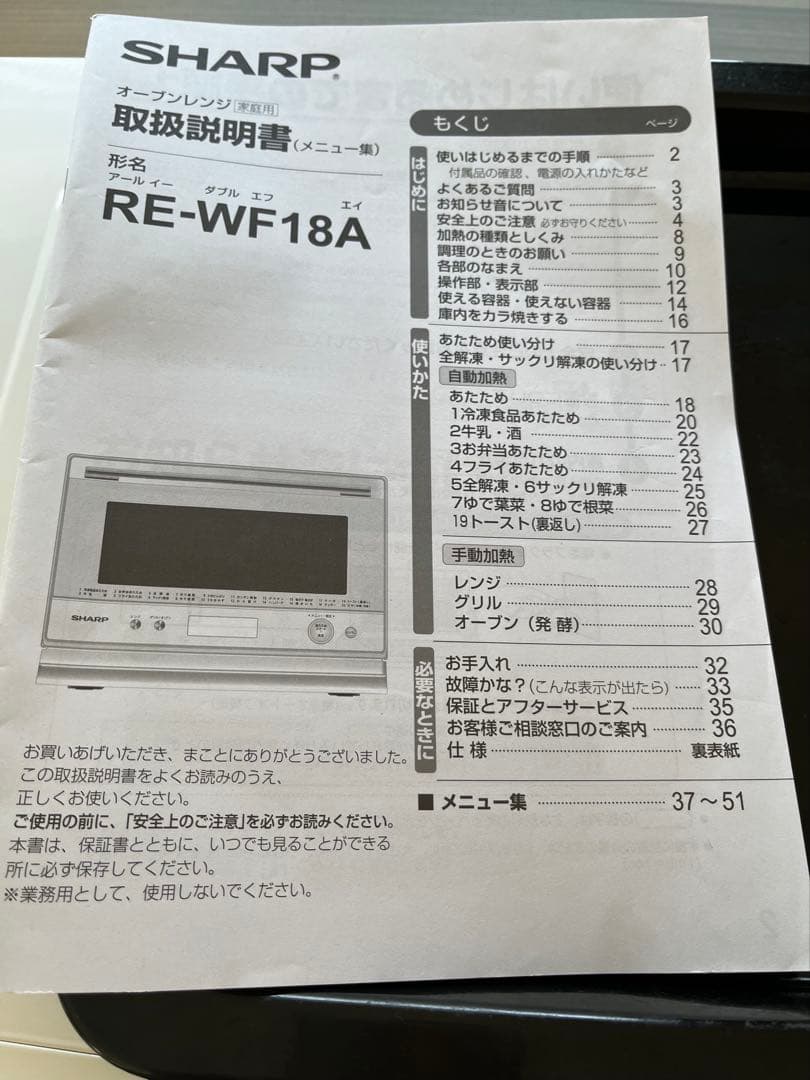 SHARP®
オーブンレンジ 家庭用
取扱説明書(メニュー集)
形名
アール イー ダブル エフ エイ
RE-WF18A
SHARP
お買いあげいただき、まことにありがとうございました。
この取扱説明書をよくお読みのうえ、
正しくお使いください。
ご使用の前に、「安全上のご注意」を必ずお読みください。
本書は、保証書とともに、いつでも見ることができる
所に必ず保存してください。
※業務用として、使用しないでください。
もくじ ページ
はじめに
使いはじめるまでの手順 2
付属品の確認、電源の入れかたなど
よくあるご質問 3
お知らせ音について 3
安全上のご注意 必ずお守りください 4
加熱の種類としくみ 8
調理のときのお願い 9
各部のなまえ 10
操作部・表示部 12
使える容器・使えない容器 14
庫内をカラ焼きする 16
使いかた
あたため使い分け 17
全解凍・サックリ解凍の使い分け 17
自動加熱
あたため 18
1冷凍食品あたため 20
2牛乳・酒 22
3お弁当あたため 23
4フライあたため 24
5全解凍・6サックリ解凍 25
7ゆで葉菜・8ゆで根菜 26
19トースト(裏返し) 27
手動加熱
レンジ 28
グリル 29
オーブン(発酵) 30
必要なときに
お手入れ 32
故障かな?(こんな表示が出たら) 33
保証とアフターサービス 35
お客様ご相談窓口のご案内 36
仕様 裏表紙
■ メニュー集 37〜51